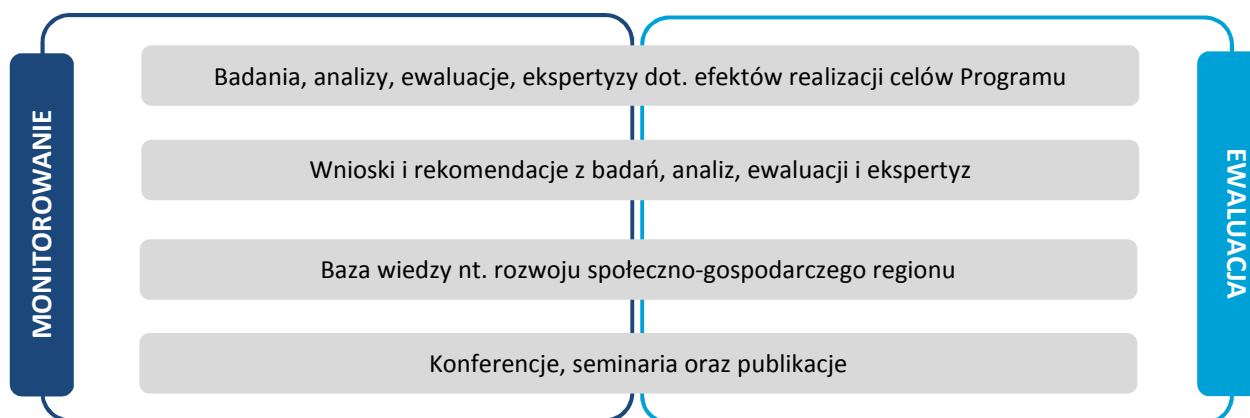 MONITOROWANIE
Badania, analizy, ewaluacje, ekspertyzy dot. efektów realizacji celów Programu
Wnioski i rekomendacje z badań, analiz, ewaluacji i ekspertyz
Baza wiedzy nt. rozwoju społeczno-gospodarczego regionu
Konferencje, seminaria oraz publikacje
EWALUACJA